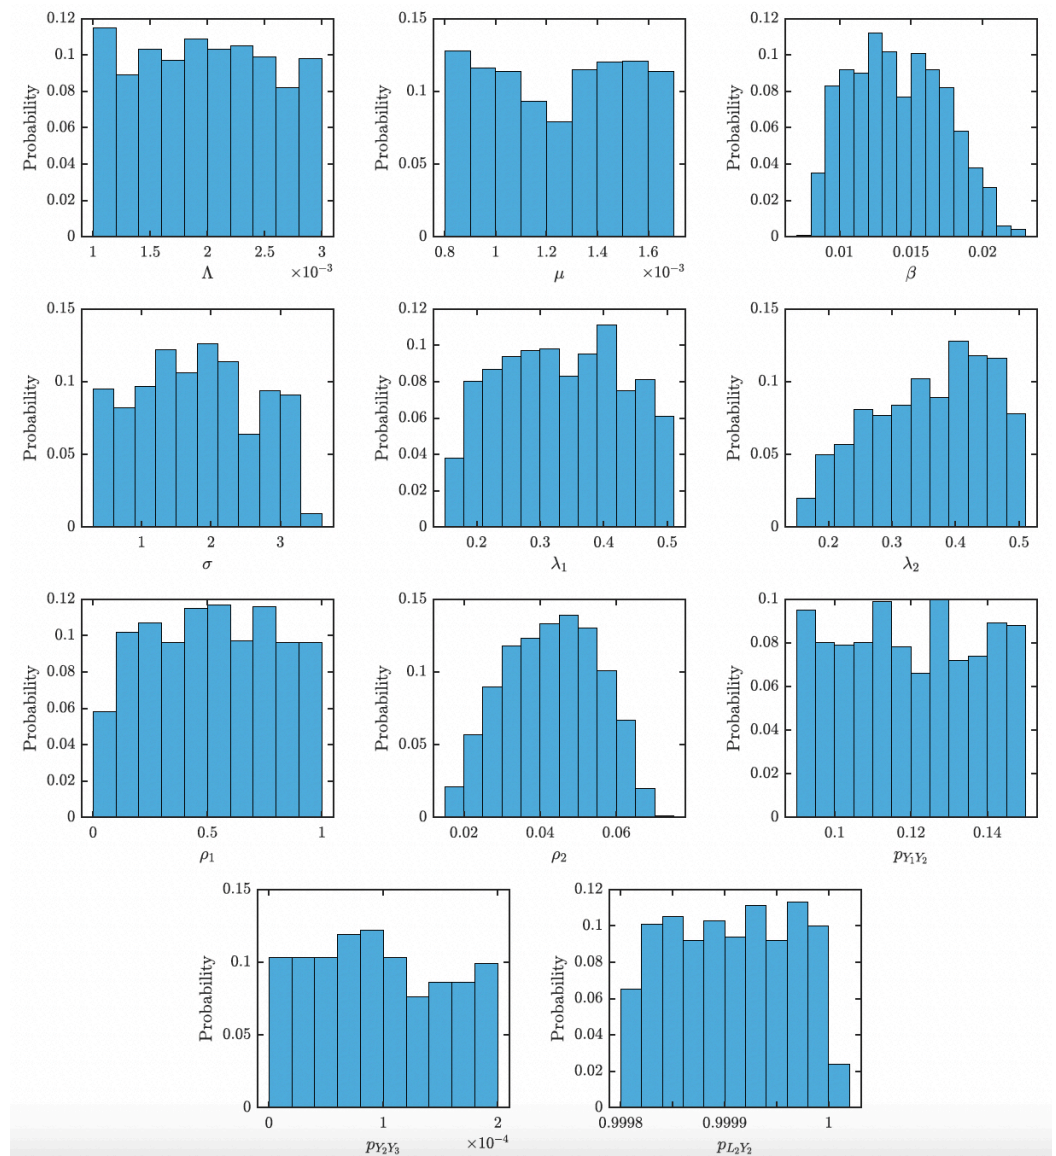 0.12
0.1
0.08
0.06
0.04
0.02
0
Probability
1 1.5 2 2.5 3
×10⁻³
Λ
0.15
0.1
0.05
0
Probability
0.8 1 1.2 1.4 1.6
×10⁻³
μ
0.12
0.1
0.08
0.06
0.04
0.02
0
Probability
0.01 0.015 0.02
β
0.15
0.1
0.05
0
Probability
1 2 3
σ
0.12
0.1
0.08
0.06
0.04
0.02
0
Probability
0.2 0.3 0.4 0.5
λ₁
0.15
0.1
0.05
0
Probability
0.2 0.3 0.4 0.5
λ₂
0.12
0.1
0.08
0.06
0.04
0.02
0
Probability
0 0.5 1
ρ₁
0.15
0.1
0.05
0
Probability
0.02 0.04 0.06
ρ₂
0.1
0.08
0.06
0.04
0.02
0
Probability
0.1 0.12 0.14
p_{Y₁Y₂}
0.15
0.1
0.05
0
Probability
0 1 2
×10⁻⁴
p_{Y₂Y₃}
0.12
0.1
0.08
0.06
0.04
0.02
0
Probability
0.9998 0.9999 1
p_{L₂Y₂}